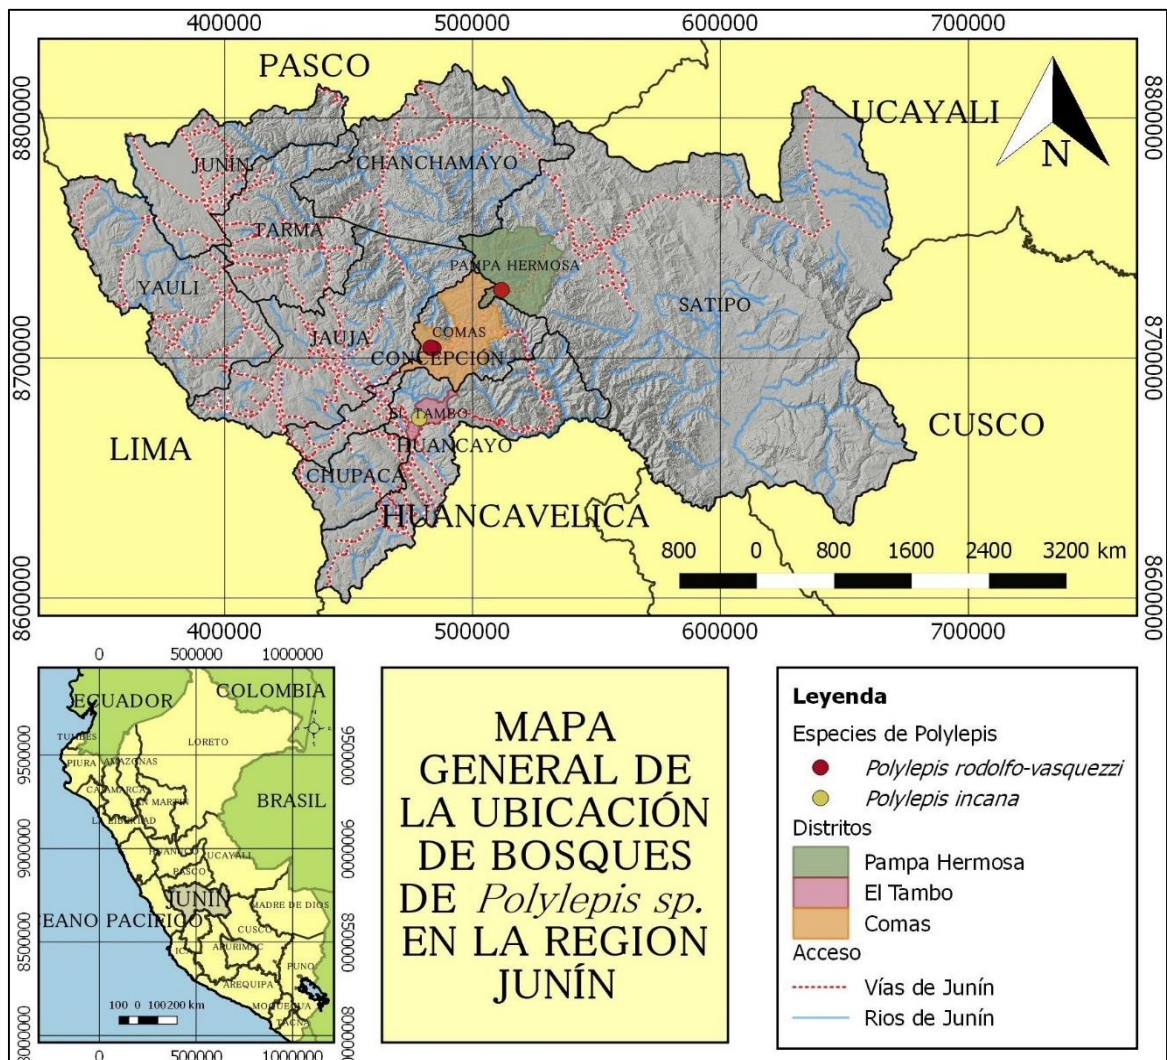 400000 500000 600000 700000
8800000 8800000
PASCO
UCAYALI
N
JUNIN
CHANCHAMAYO
TARMA
PAMPA HERMOSA
YAULI
SATIPO
JAUJA
COMAS
CONCEPCIÓN
8700000 8700000
EL TAMBO
CUSCO
LIMA
HUANCAYO
CHUPACA
HUANCAVELICA
800 0 800 1600 2400 3200 km
8600000 8600000
400000 500000 600000 700000
0 500000 1000000
ECUADOR
COLOMBIA
TUMBES
LORETO
9500000 9500000
PIURA
AMAZONAS
CAJAMARCA
SAN MARTIN
BRASIL
LA LIBERTAD
9000000 9000000
HUANUCO
UCAYALI
PASCO
JUNIN
MADRE DE DIOS
EANO PACÍFICO
CUSCO
8500000 8500000
ICA
APURIMAC
PUNO
AREQUIPA
MOQUEGUA
TACNA
100 0 100 200 km
8000000 8000000
0 500000 1000000
MAPA
GENERAL DE
LA UBICACIÓN
DE BOSQUES
DE Polylepis sp.
EN LA REGION
JUNÍN
Leyenda
Especies de Polylepis
Polylepis rodolfo-vasquezzi
Polylepis incana
Distritos
Pampa Hermosa
El Tambo
Comas
Acceso
Vías de Junín
Rios de Junín